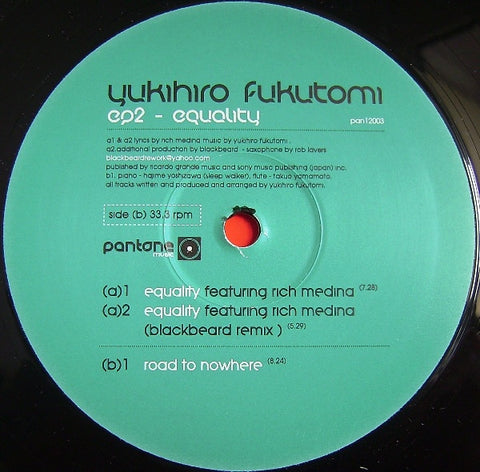 yukihiro fukutomi
ep2 - equality
pan12003
a1 & a2 lyrics by rich medina music by yukihiro fukutomi .
a2.additional production by blackbeard - saxophone by rob lavers
blackbeardrework@yahoo.com
published by ricardo grande music and sony music publishing (japan) inc.
b1. piano - hajime yoshizawa (sleep walker), flute - takuo yamamoto.
all tracks written and produced and arranged by yukihiro fukutomi.
side (b) 33.3 rpm
pantone
music
(a)1 equality featuring rich medina (7.28)
(a)2 equality featuring rich medina
(blackbeard remix ) (5.29)
(b)1 road to nowhere (8.24)